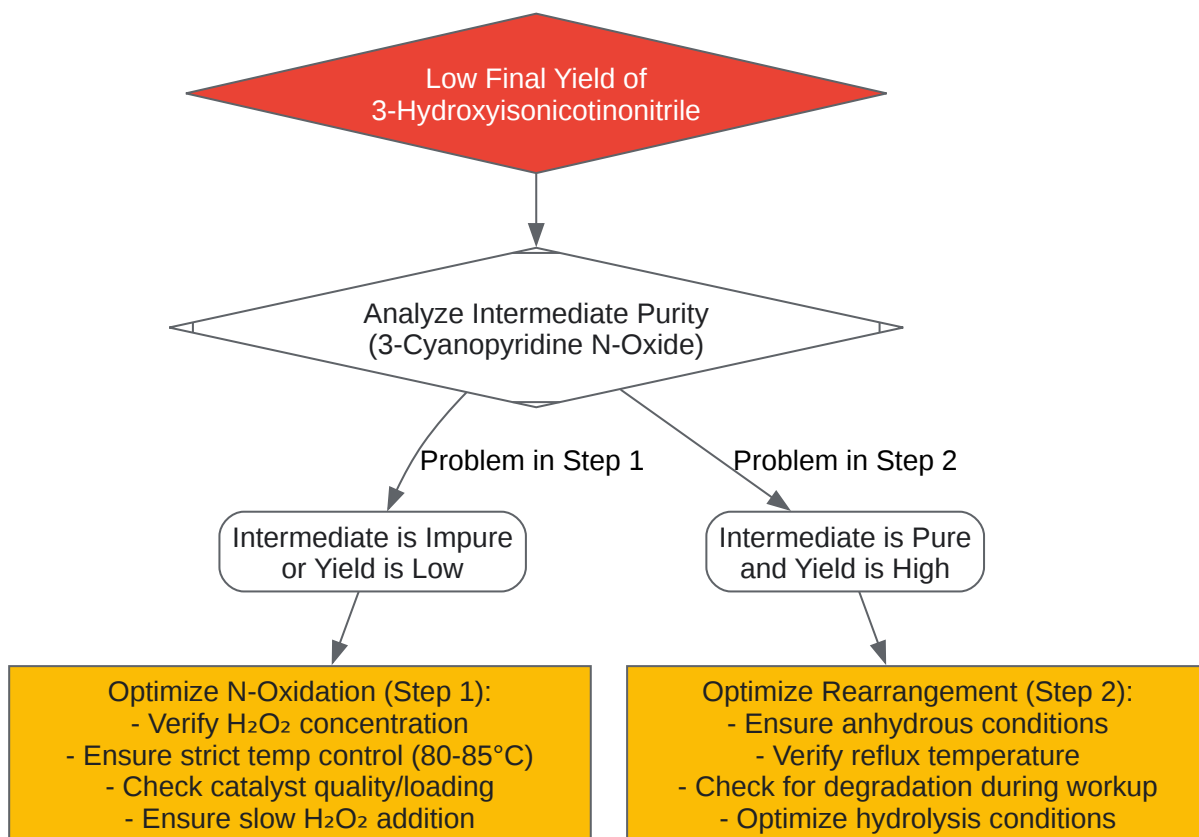 Low Final Yield of
3-Hydroxyisonicotinonitrile
Analyze Intermediate Purity
(3-Cyanopyridine N-Oxide)
Problem in Step 1
Problem in Step 2
Intermediate is Impure
or Yield is Low
Intermediate is Pure
and Yield is High
Optimize N-Oxidation (Step 1):
- Verify H₂O₂ concentration
- Ensure strict temp control (80-85°C)
- Check catalyst quality/loading
- Ensure slow H₂O₂ addition
Optimize Rearrangement (Step 2):
- Ensure anhydrous conditions
- Verify reflux temperature
- Check for degradation during workup
- Optimize hydrolysis conditions